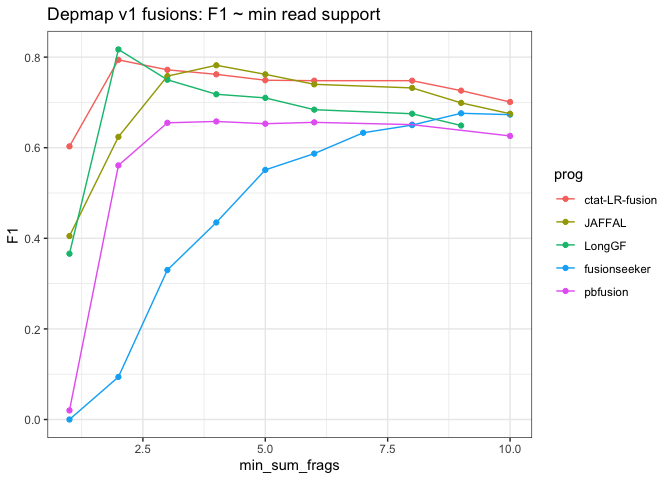 Depmap v1 fusions: F1 ~ min read support
0.8
0.6
0.4
0.2
0.0
F1
2.5
5.0
7.5
10.0
min_sum_frags
prog
ctat-LR-fusion
JAFFAL
LongGF
fusionseeker
pbfusion